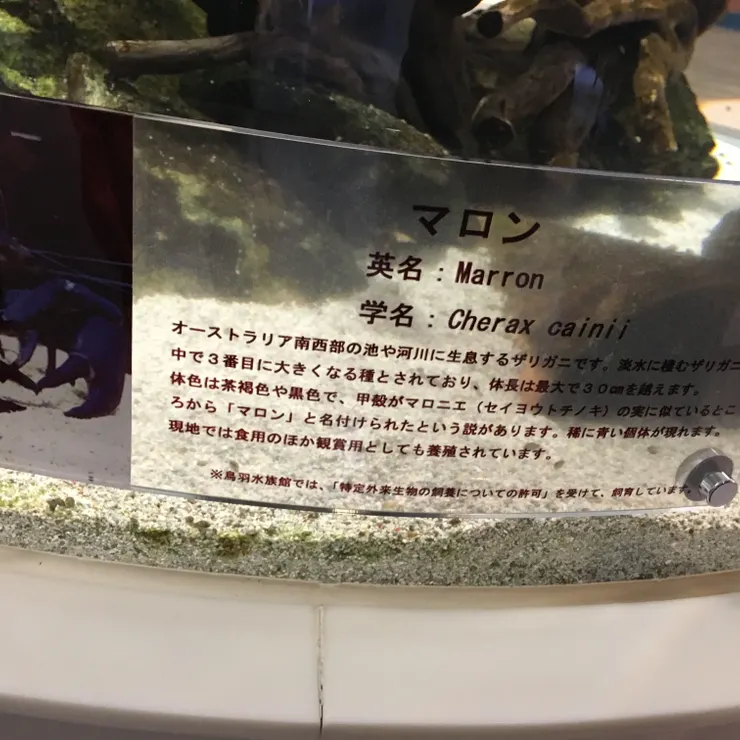 マロン
英名：Marron
学名：Cherax cainii
オーストラリア南西部の池や河川に生息するザリガニです。淡水に棲むザリガニ
中で３番目に大きくなる種とされており、体長は最大で３０㎝を越えます。
体色は茶褐色や黒色で、甲殻がマロニエ（セイヨウトチノキ）の実に似ているとこ
ろから「マロン」と名付けられたという説があります。稀に青い個体が現れます。
現地では食用のほか観賞用としても養殖されています。
※鳥羽水族館では、「特定外来生物の飼養についての許可」を受けて、飼育しています。